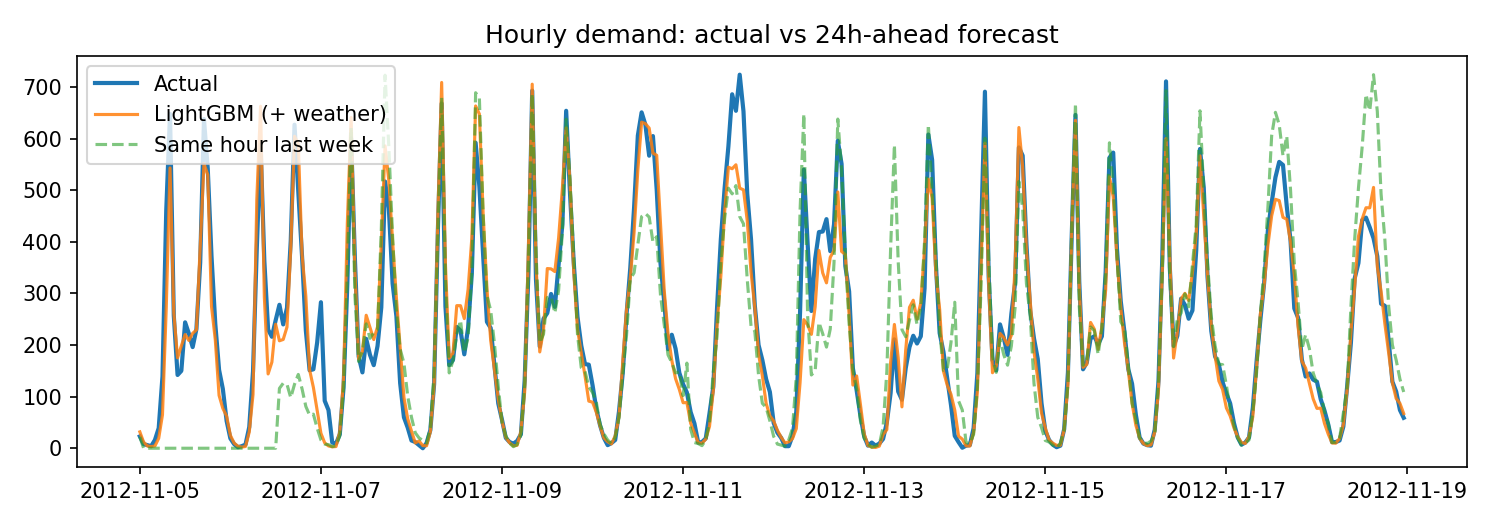 Hourly demand: actual vs 24h-ahead forecast
Actual
LightGBM (+ weather)
Same hour last week
700
600
500
400
300
200
100
0
2012-11-05 2012-11-07 2012-11-09 2012-11-11 2012-11-13 2012-11-15 2012-11-17 2012-11-19